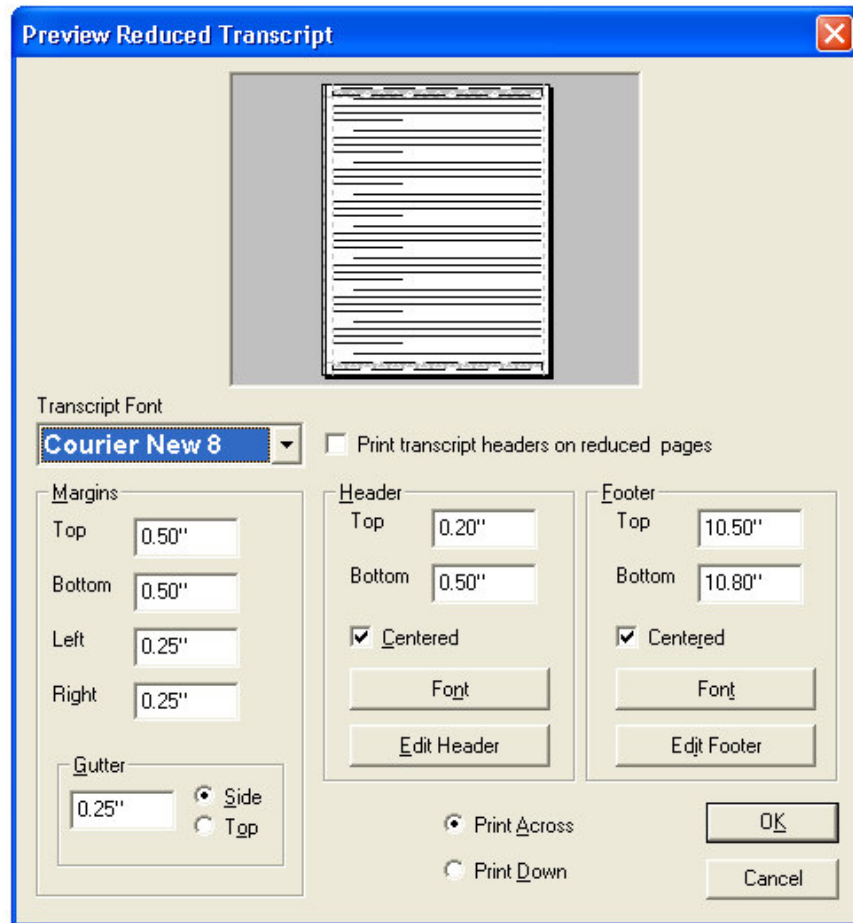 Preview Reduced Transcript
Transcript Font
Courier New 8
Print transcript headers on reduced pages
Margins
Top 0.50"
Bottom 0.50"
Left 0.25"
Right 0.25"
Gutter
0.25"
Side
Top
Header
Top 0.20"
Bottom 0.50"
Centered
Font
Edit Header
Footer
Top 10.50"
Bottom 10.80"
Centered
Font
Edit Footer
Print Across
Print Down
OK
Cancel